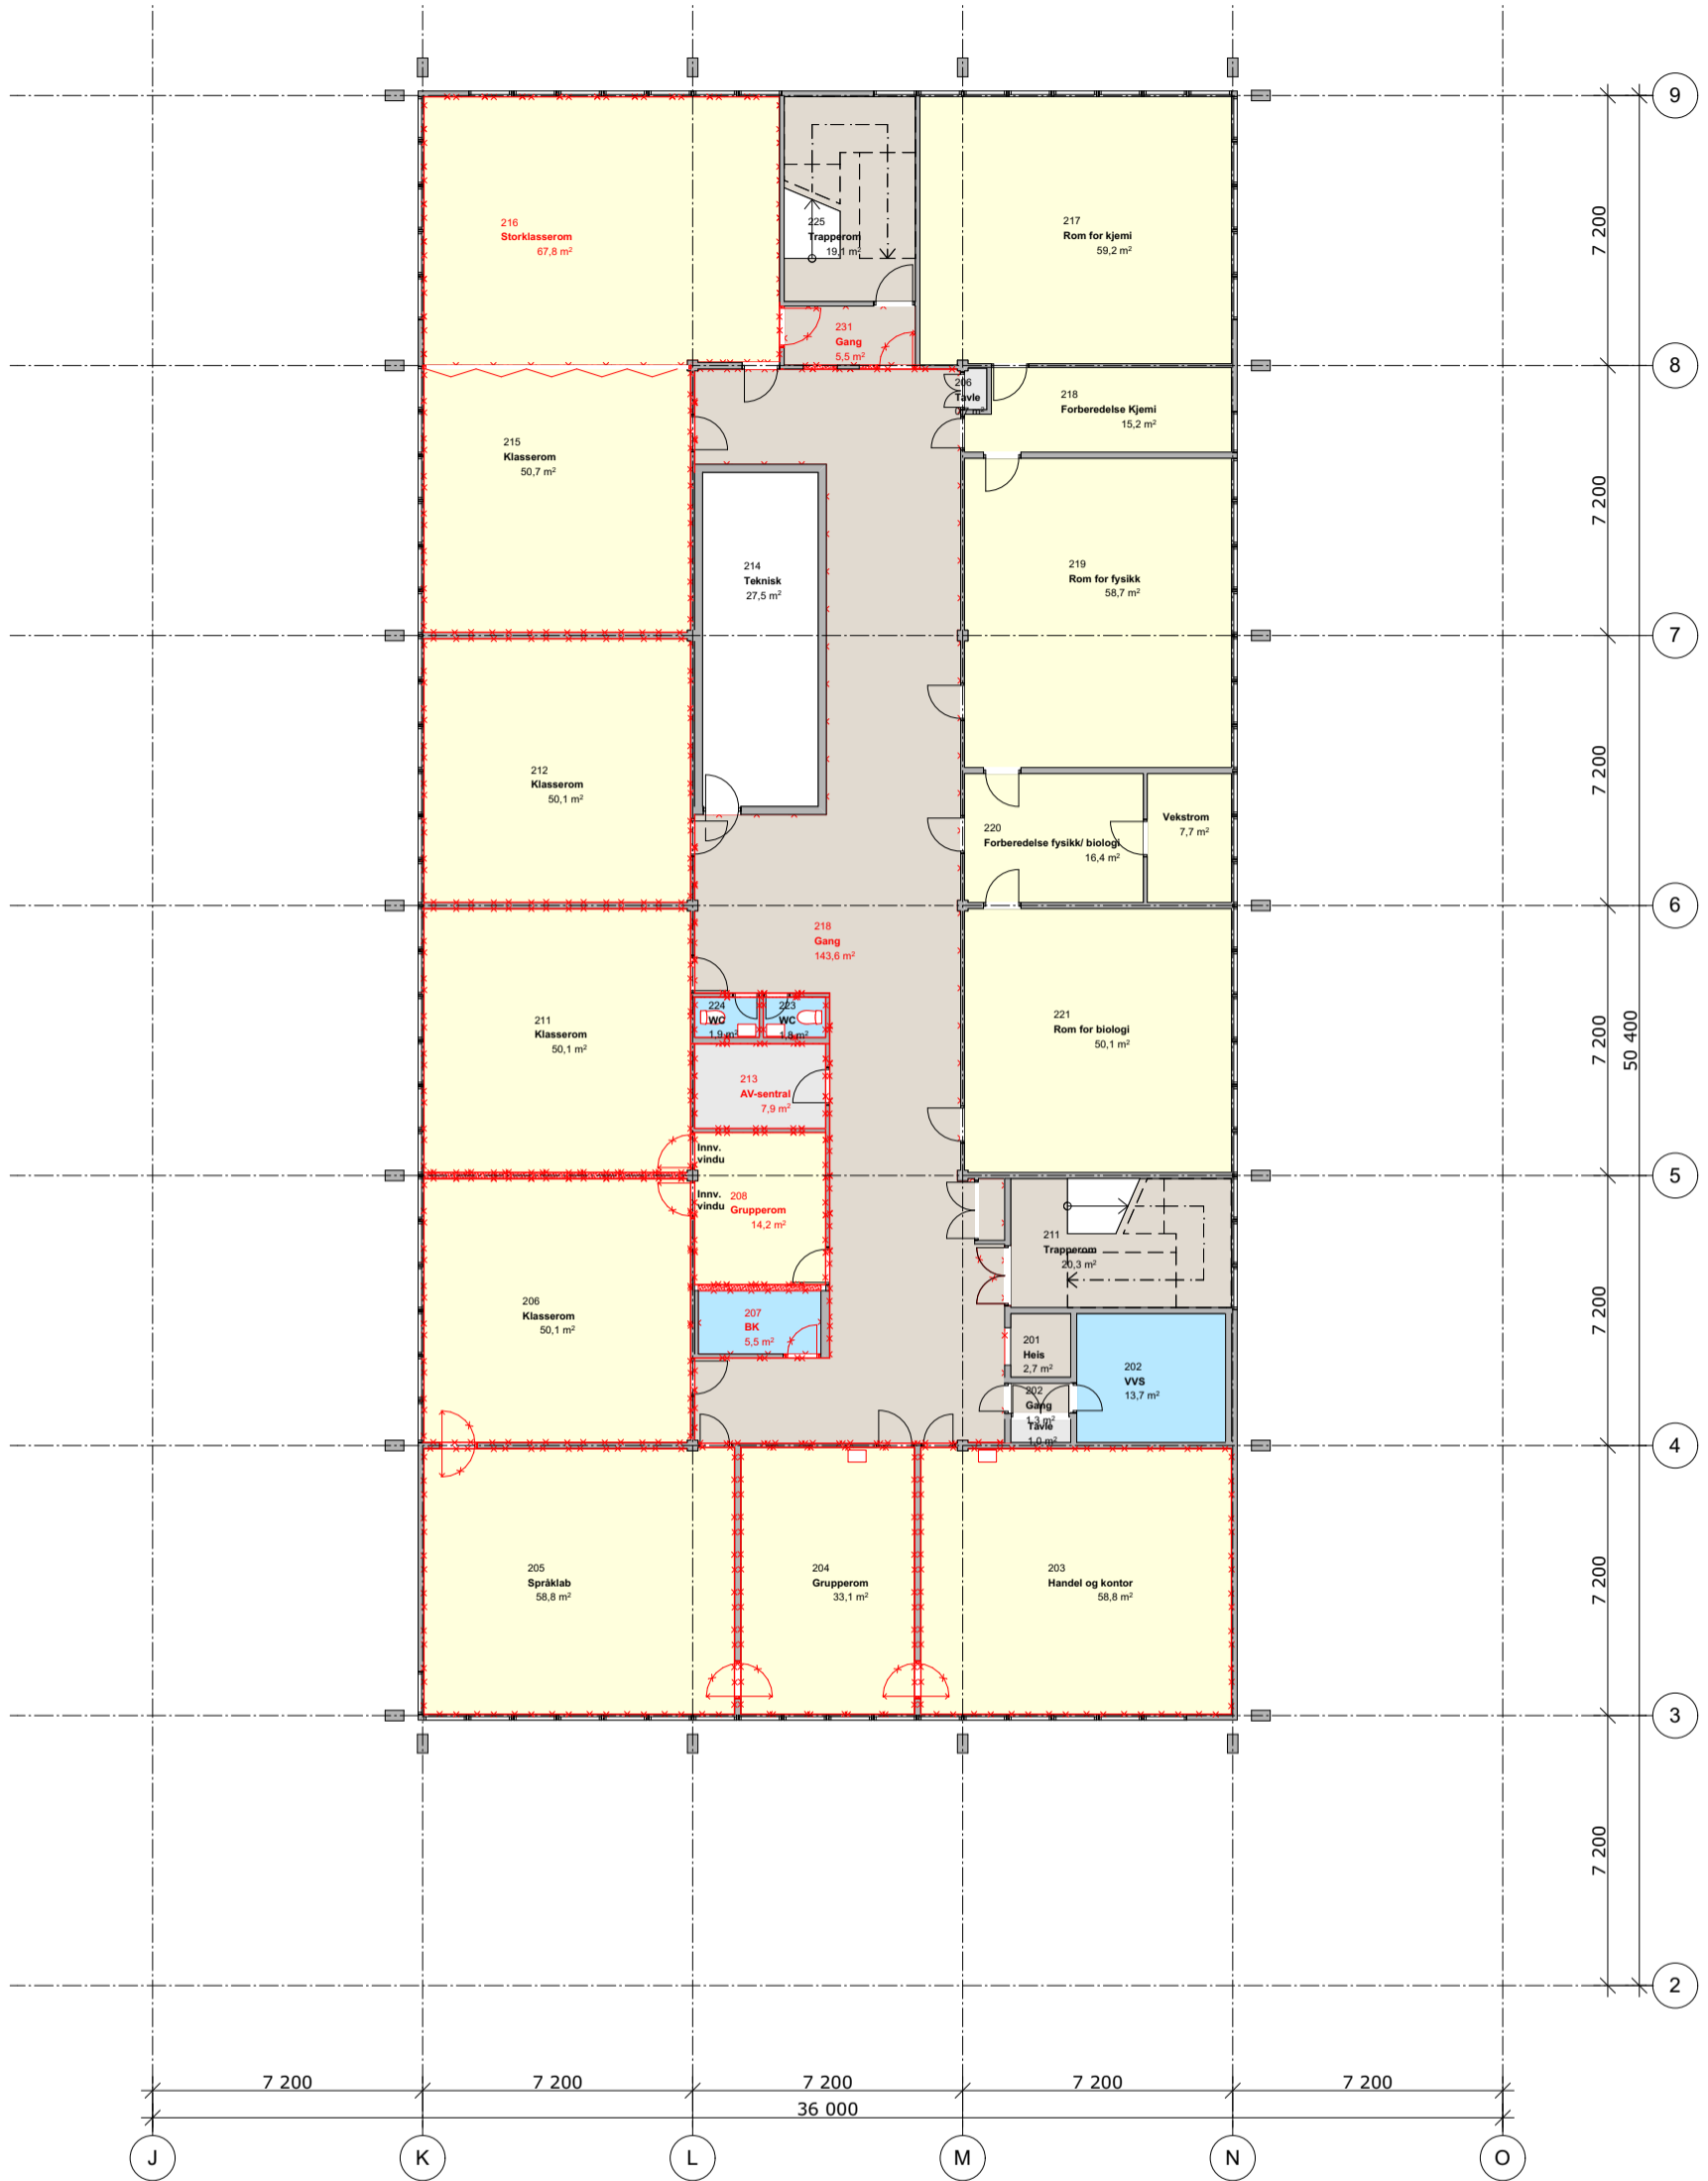 9
216
Storklasserom
67,8 m²
225
Trapperom
19,1 m²
217
Rom for kjemi
59,2 m²
7 200
231
Gang
5,5 m²
8
206
Tavle
218
Forberedelse Kjemi
15,2 m²
215
Klasserom
50,7 m²
7 200
214
Teknisk
27,5 m²
219
Rom for fysikk
58,7 m²
7
212
Klasserom
50,1 m²
7 200
220
Forberedelse fysikk/ biologi
16,4 m²
Vekstrom
7,7 m²
6
218
Gang
143,6 m²
224
WC
1,9 m²
223
WC
1,8 m²
211
Klasserom
50,1 m²
221
Rom for biologi
50,1 m²
7 200
50 400
213
AV-sentral
7,9 m²
Innv.
vindu
5
Innv.
vindu
208
Grupperom
14,2 m²
211
Trapperom
20,3 m²
206
Klasserom
50,1 m²
207
BK
5,5 m²
7 200
201
Heis
2,7 m²
202
VVS
13,7 m²
202
Gang
1,3 m²
Tavle
1,0 m²
4
205
Språklab
58,8 m²
204
Grupperom
33,1 m²
203
Handel og kontor
58,8 m²
7 200
3
7 200
2
7 200
7 200
7 200
7 200
7 200
36 000
J
K
L
M
N
O